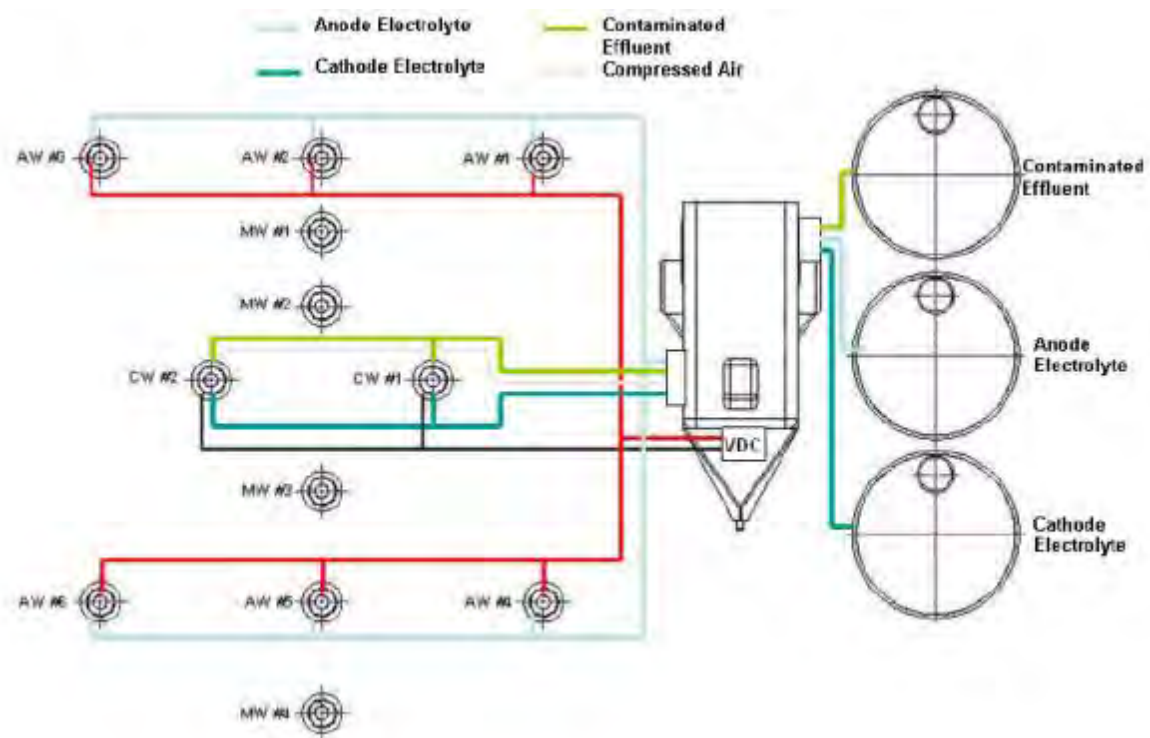 Anode Electrolyte
Contaminated
Effluent
Cathode Electrolyte
Compressed Air
AW #3
AW #2
AW #1
Contaminated
Effluent
MW #1
MW #2
Anode
Electrolyte
CW #2
CW #1
VDC
MW #3
Cathode
Electrolyte
AW #6
AW #5
AW #4
MW #4